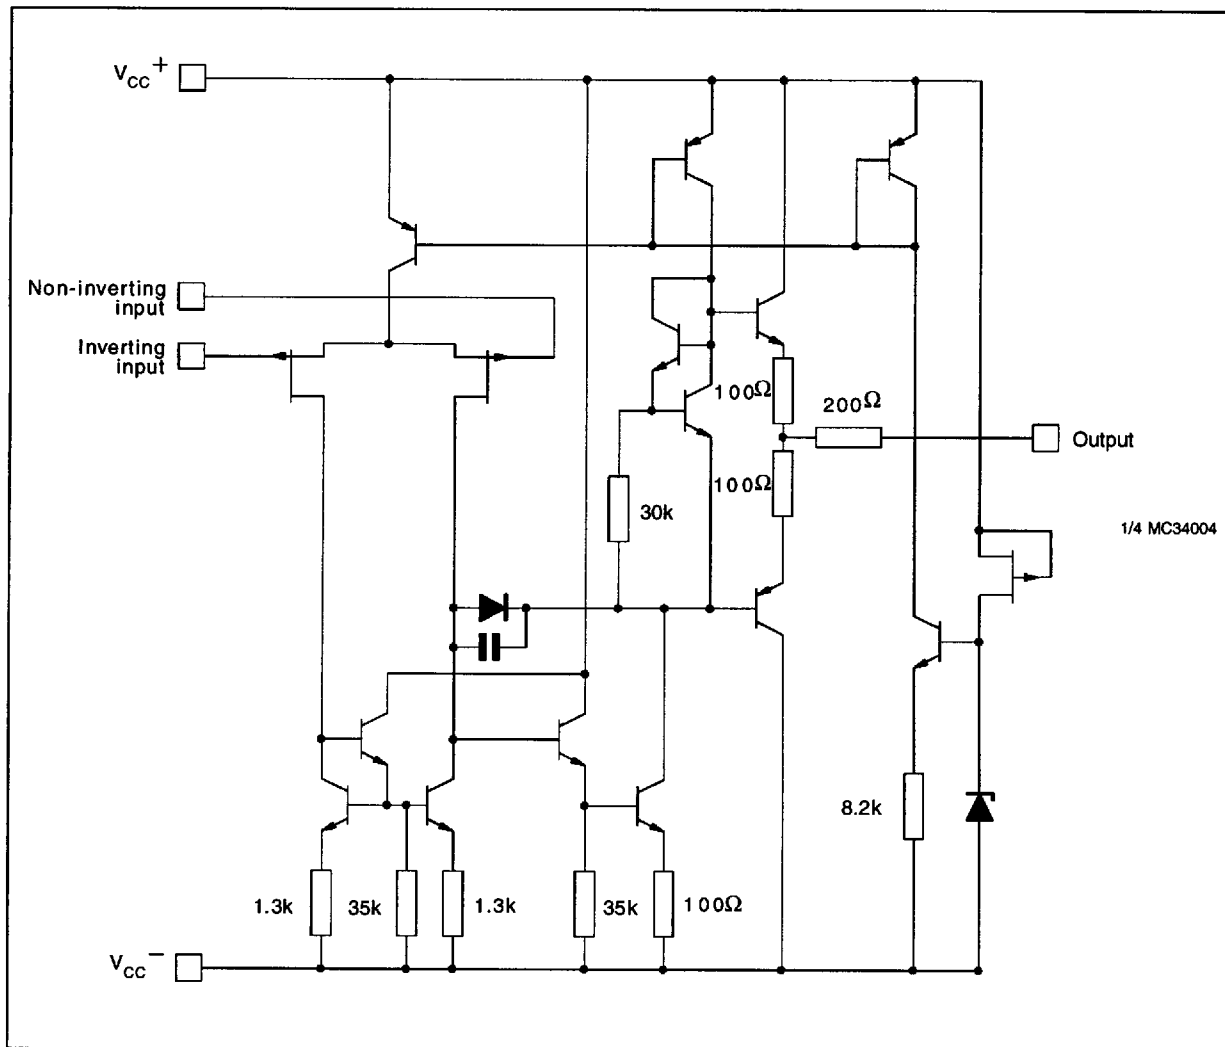 VCC+
Non-inverting
input
Inverting
input
100Ω
200Ω
Output
100Ω
30k
1/4 MC34004
8.2k
1.3k
35k
1.3k
35k
100Ω
VCC−